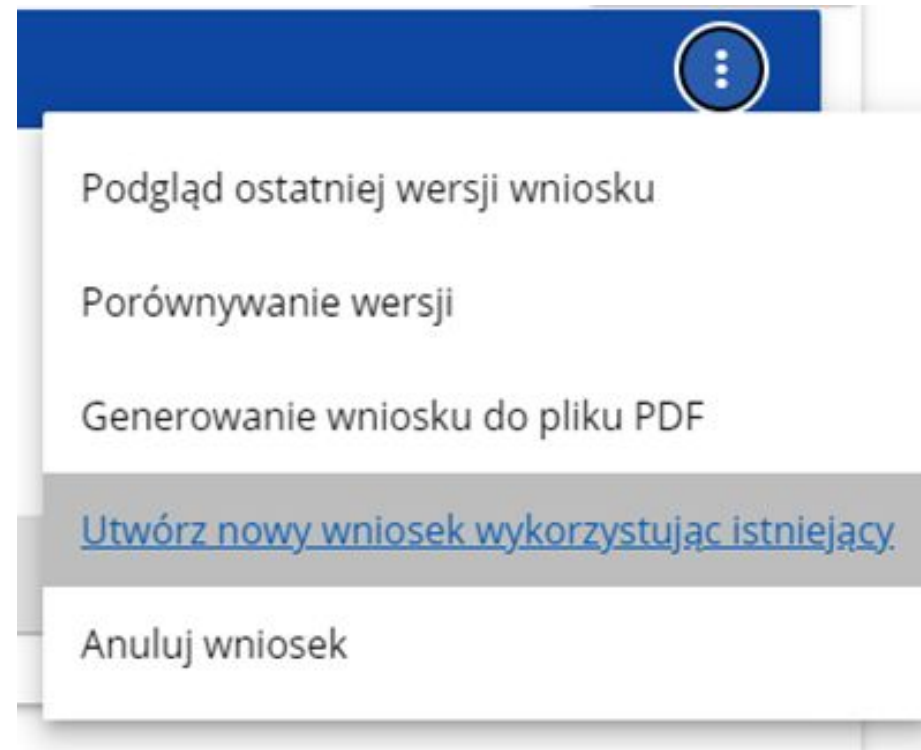 Podgląd ostatniej wersji wniosku
Porównywanie wersji
Generowanie wniosku do pliku PDF
Utwórz nowy wniosek wykorzystując istniejący
Anuluj wniosek